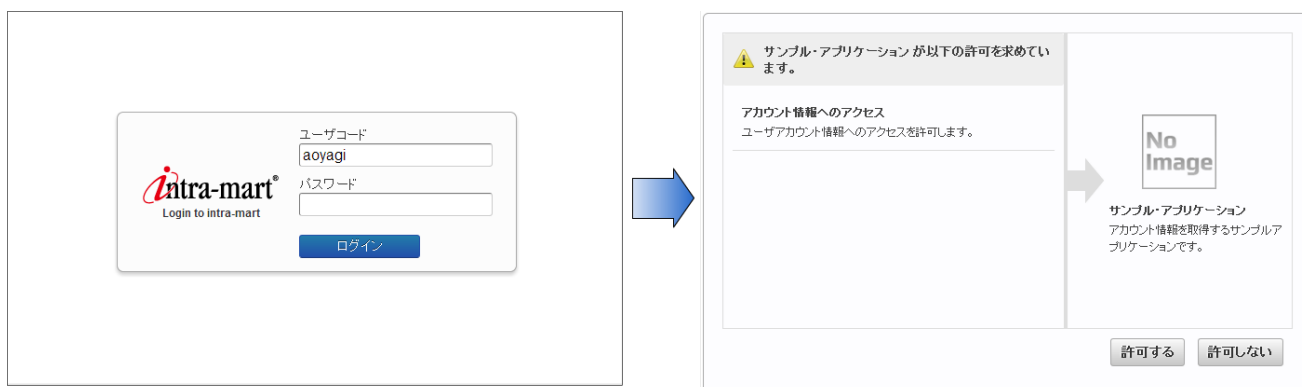 ユーザコード
aoyagi
intra-mart®
Login to intra-mart
パスワード
ログイン
サンプル・アプリケーション が以下の許可を求めてい
ます。
アカウント情報へのアクセス
ユーザアカウント情報へのアクセスを許可します。
No
Image
サンプル・アプリケーション
アカウント情報を取得するサンプルア
プリケーションです。
許可する
許可しない